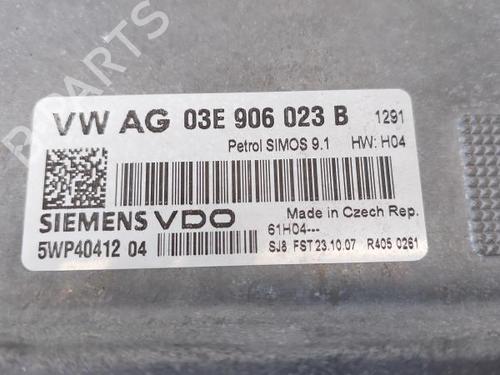 B PARTS
VW AG 03E 906 023 B 1291
Petrol SIMOS 9.1 HW: H04
SIEMENS VDO Made in Czech Rep.
61H04---
5WP40412 04 SJ8 FST 23.10.07 R405 0261